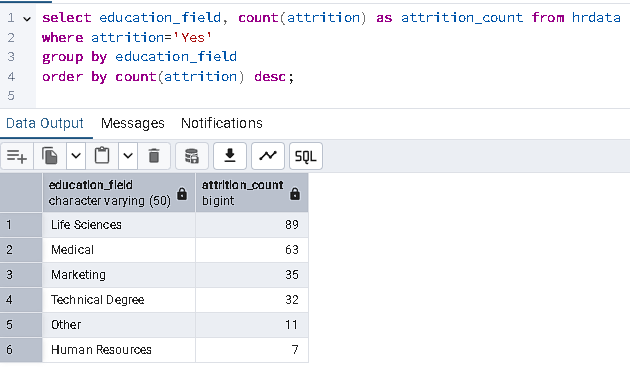 1 select education_field, count(attrition) as attrition_count from hrdata
2 where attrition='Yes'
3 group by education_field
4 order by count(attrition) desc;
5
Data Output Messages Notifications
SQL
education_field attrition_count
character varying (50) bigint
1 Life Sciences 89
2 Medical 63
3 Marketing 35
4 Technical Degree 32
5 Other 11
6 Human Resources 7